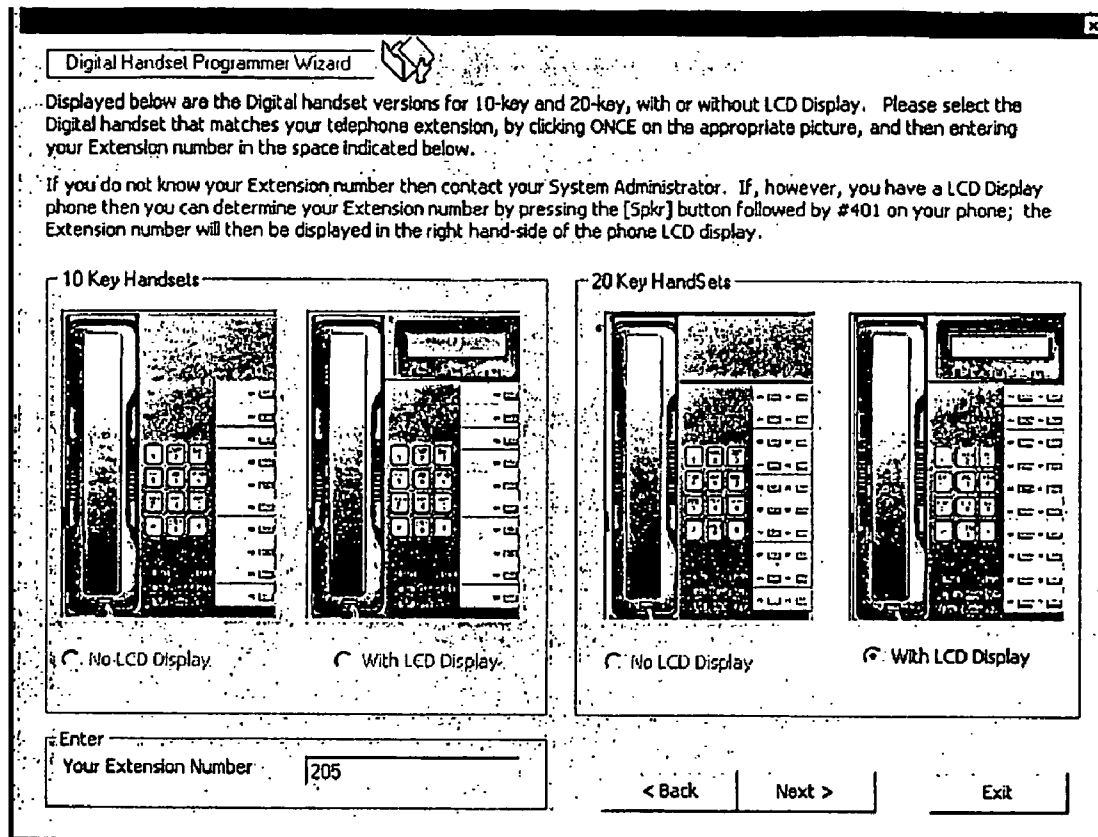 Digital Handset Programmer Wizard
Displayed below are the Digital handset versions for 10-key and 20-key, with or without LCD Display. Please select the
Digital handset that matches your telephone extension, by clicking ONCE on the appropriate picture, and then entering
your Extension number in the space indicated below.
If you do not know your Extension number then contact your System Administrator. If, however, you have a LCD Display
phone then you can determine your Extension number by pressing the [Spkr] button followed by #401 on your phone; the
Extension number will then be displayed in the right hand-side of the phone LCD display.
10 Key Handsets
20 Key HandSets
No LCD Display
With LCD Display
No LCD Display
With LCD Display
Enter
Your Extension Number
205
< Back
Next >
Exit